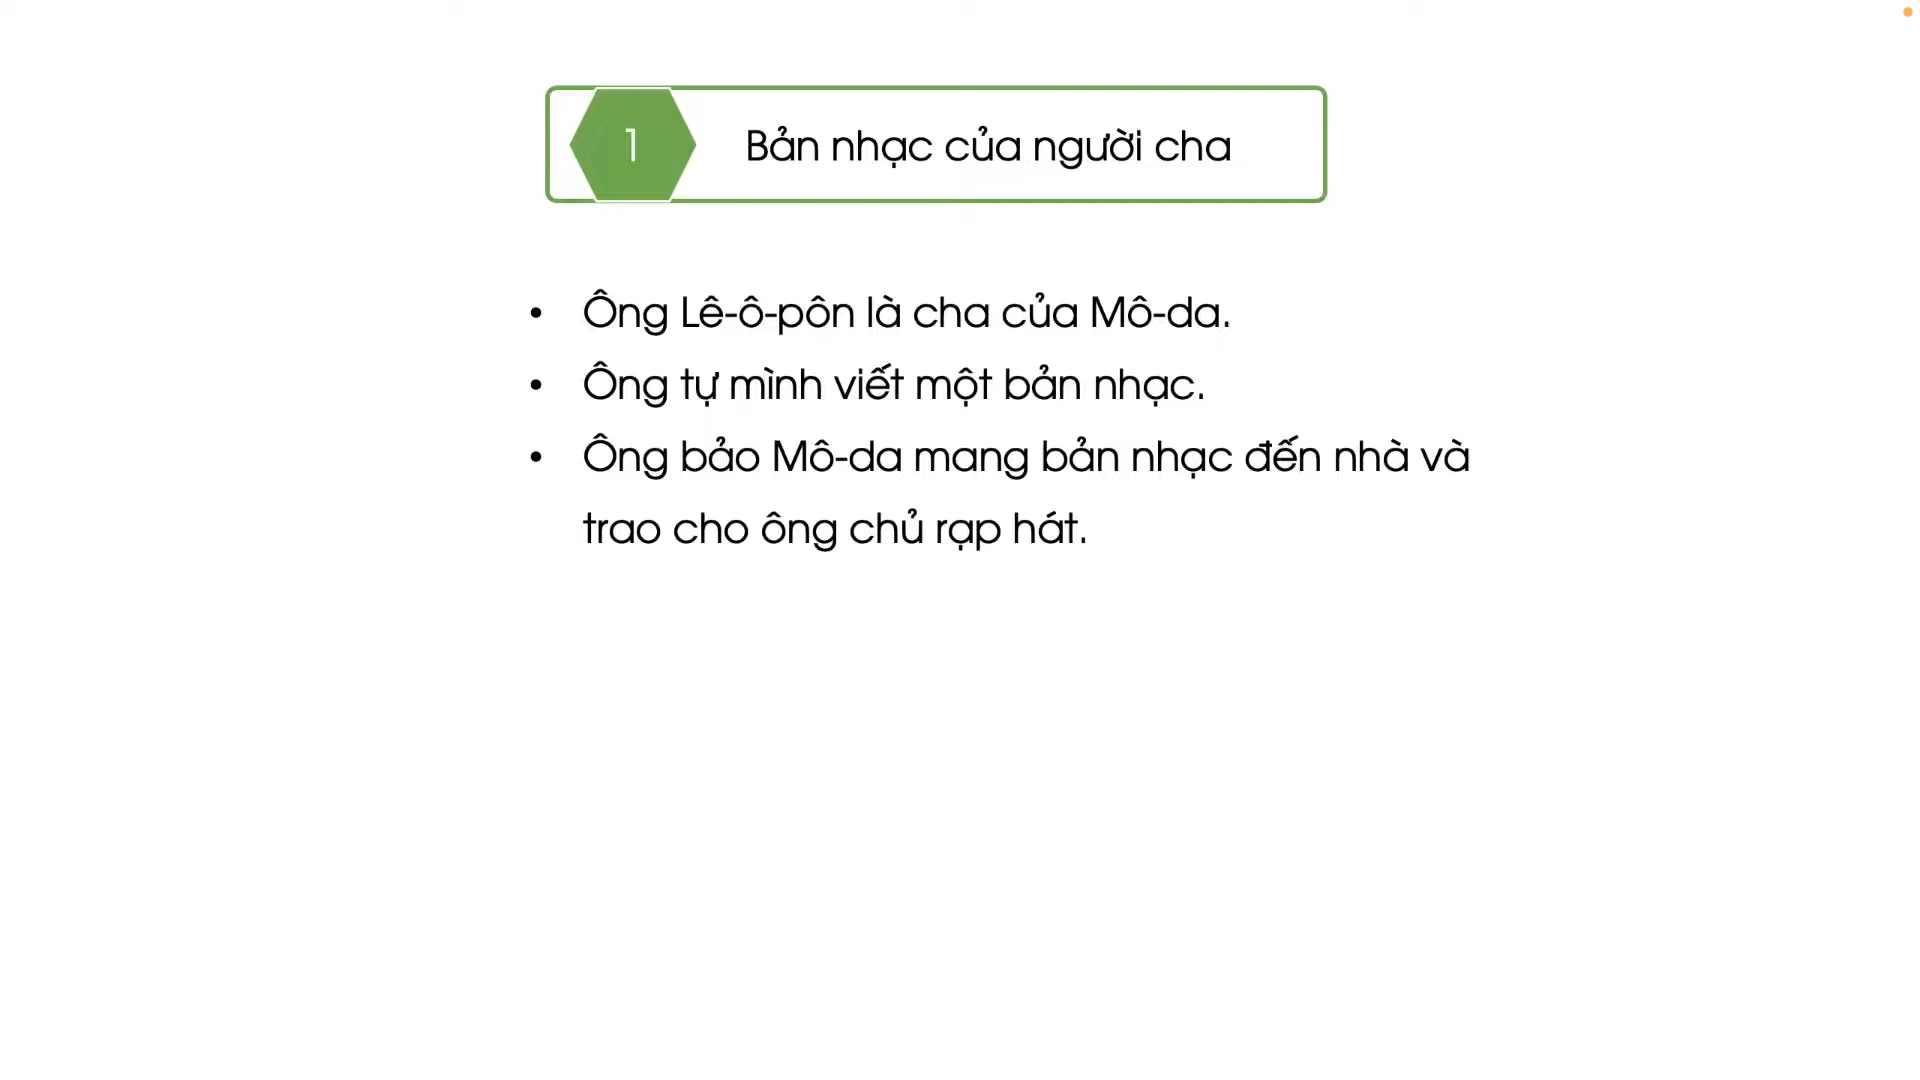 1
Bản nhạc của người cha
• Ông Lê-ô-pôn là cha của Mô-da.
• Ông tự mình viết một bản nhạc.
• Ông bảo Mô-da mang bản nhạc đến nhà và
trao cho ông chủ rạp hát.